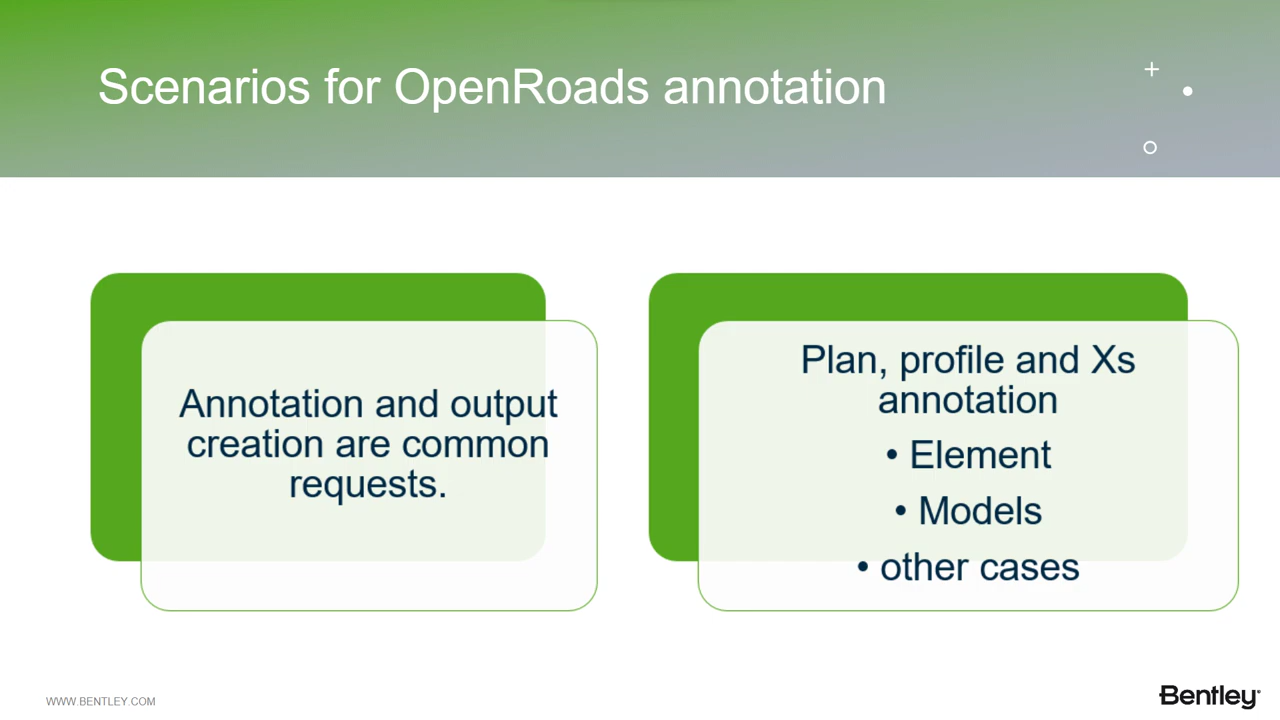 Scenarios for OpenRoads annotation
Annotation and output
creation are common
requests.
Plan, profile and Xs
annotation
• Element
• Models
• other cases
WWW.BENTLEY.COM
Bentley